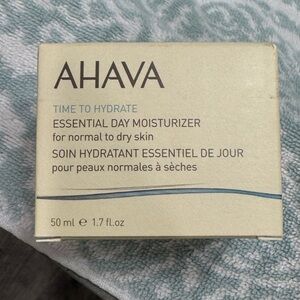 AHAVA
TIME TO HYDRATE
ESSENTIAL DAY MOISTURIZER
for normal to dry skin
SOIN HYDRATANT ESSENTIEL DE JOUR
pour peaux normales à sèches
50 ml ℮ 1.7 fl.oz